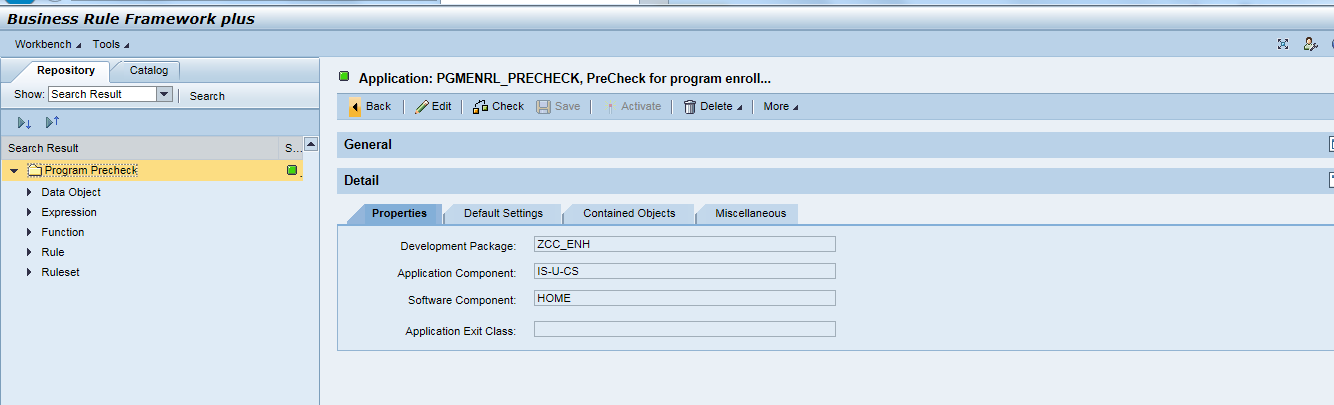 Business Rule Framework plus
Workbench Tools
Repository Catalog
Show: Search Result Search
Search Result S...
Program Precheck
Data Object
Expression
Function
Rule
Ruleset
Application: PGMENRL_PRECHECK, PreCheck for program enroll...
Back Edit Check Save Activate Delete More
General
Detail
Properties Default Settings Contained Objects Miscellaneous
Development Package: ZCC_ENH
Application Component: IS-U-CS
Software Component: HOME
Application Exit Class: